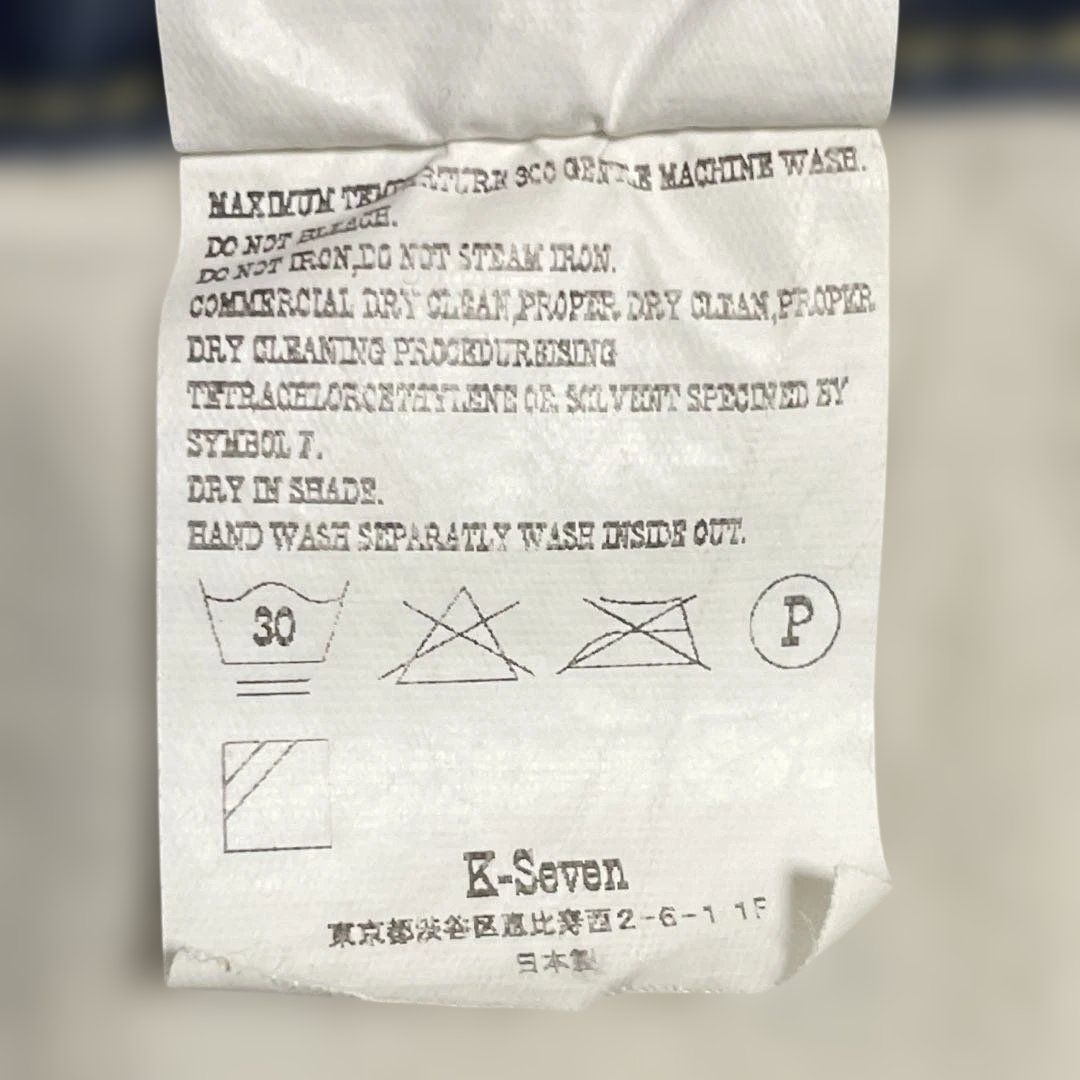 MAXIMUM TEMPERTURE 30C GENTLE MACHINE WASH.
DO NOT BLEACH.
DO NOT IRON,DO NOT STEAM IRON.
COMMERCIAL DRY CLEAN,PROPER DRY CLEAN,PROPER
DRY CLEANING PROCEDUREISING
TETRACHLOROETHYLENE OR SOLVENT SPECIFIED BY
SYMBOL F.
DRY IN SHADE.
HAND WASH SEPARATLY WASH INSIDE OUT.
30
P
K-Seven
東京都渋谷区恵比寿西2-6-1 1F
日本製